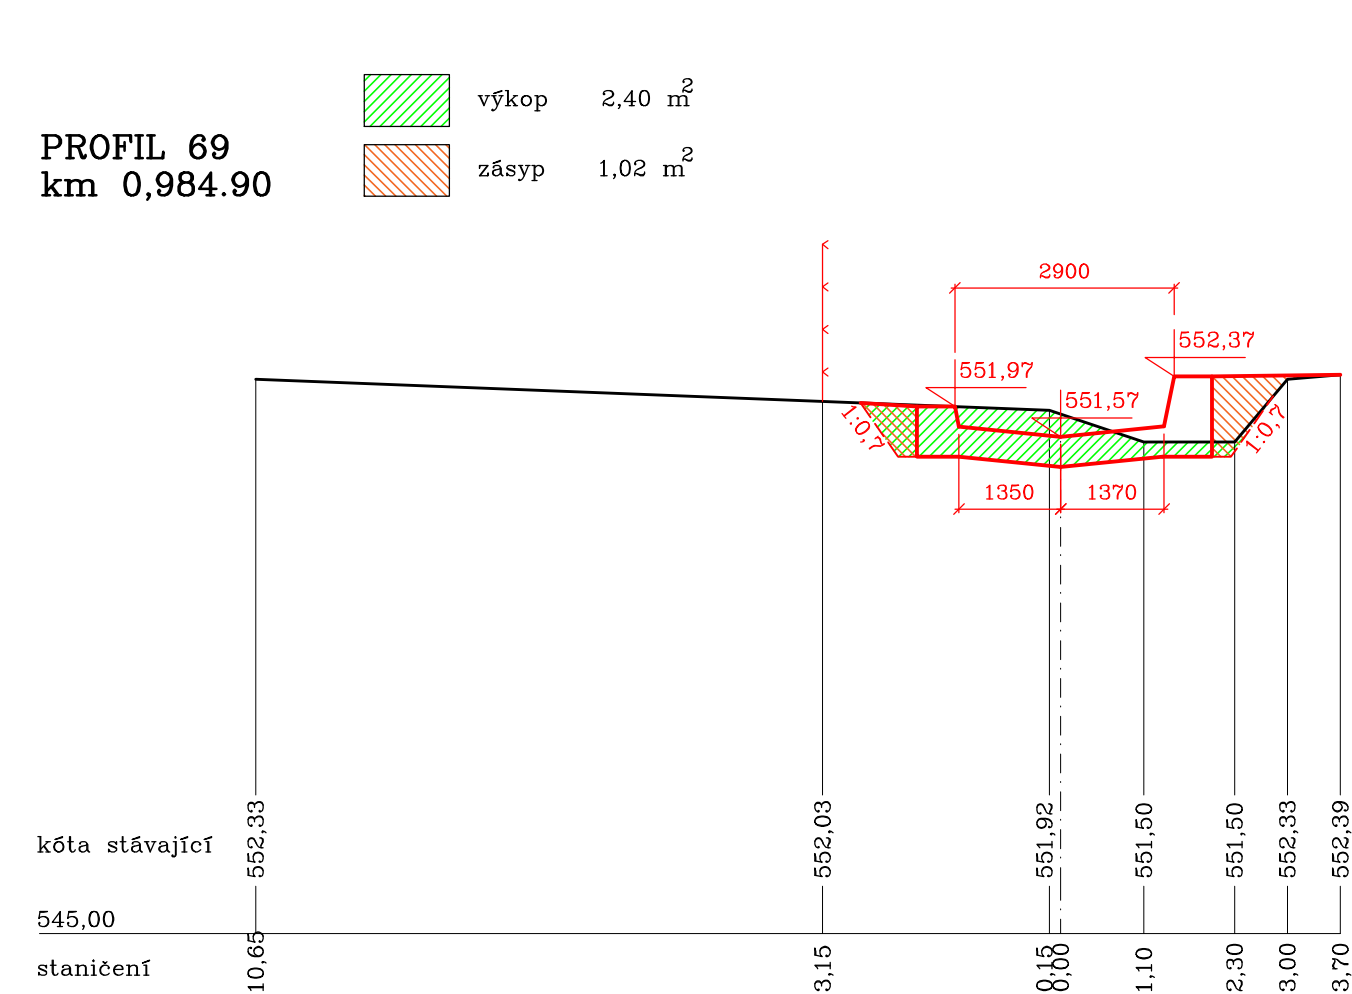 výkop 2,40 m²
PROFIL 69
zásyp 1,02 m²
km 0,984.90
2900
552,37
551,97
551,57
1:0,7
1:0,7
1350
1370
kóta stávající 552,33 552,03 551,92 551,50 551,50 552,33 552,39
545,00
staničení 10,65 3,15 0,15 0,00 1,10 2,30 3,00 3,70